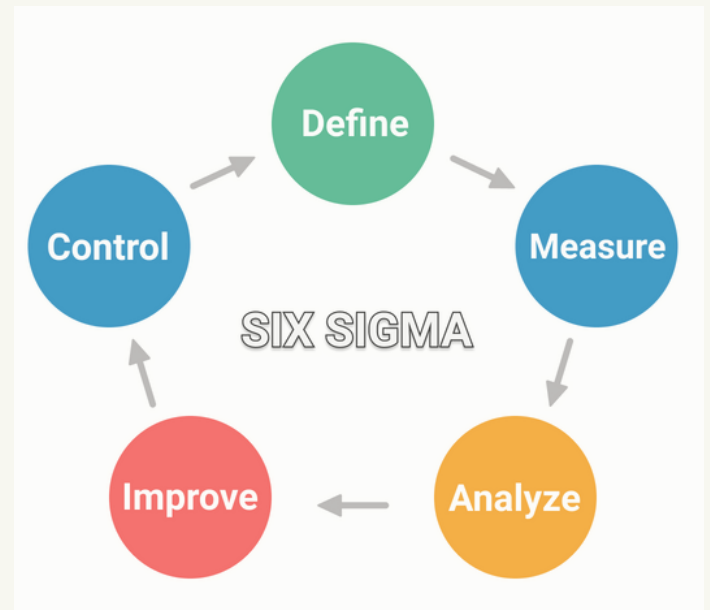 Define
Measure
Analyze
Improve
Control
SIX SIGMA